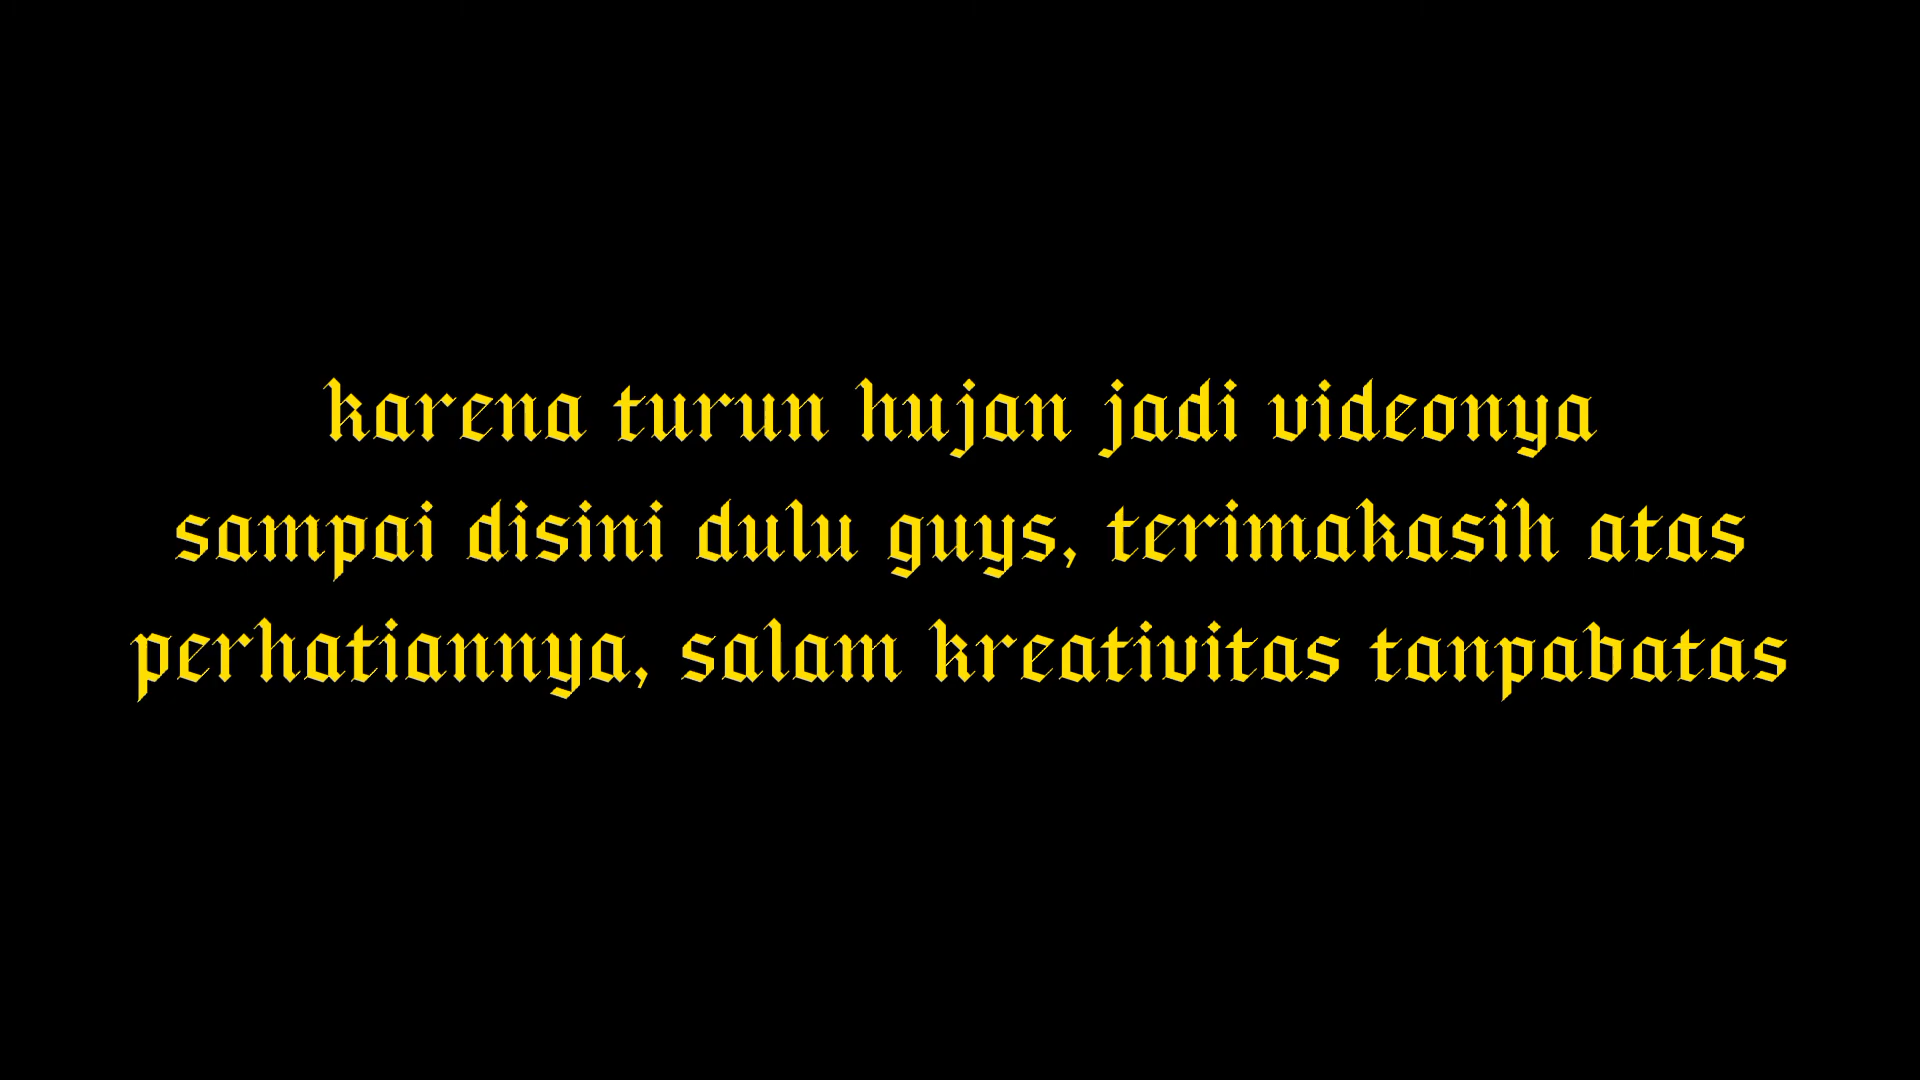 karena turun hujan jadi videonya
sampai disini dulu guys, terimakasih atas
perhatiannya, salam kreativitas tanpabatas